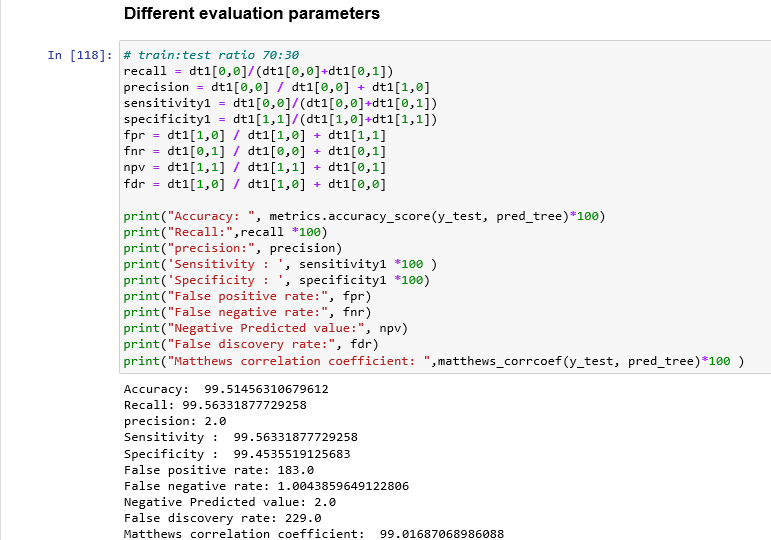 Different evaluation parameters
In [118]: # train:test ratio 70:30
recall = dt1[0,0]/(dt1[0,0]+dt1[0,1])
precision = dt1[0,0] / dt1[0,0] + dt1[1,0]
sensitivity1 = dt1[0,0]/(dt1[0,0]+dt1[0,1])
specificity1 = dt1[1,1]/(dt1[1,0]+dt1[1,1])
fpr = dt1[1,0] / dt1[1,0] + dt1[1,1]
fnr = dt1[0,1] / dt1[0,0] + dt1[0,1]
npv = dt1[1,1] / dt1[1,1] + dt1[0,1]
fdr = dt1[1,0] / dt1[1,0] + dt1[0,0]
print("Accuracy: ", metrics.accuracy_score(y_test, pred_tree)*100)
print("Recall:",recall *100)
print("precision:", precision)
print('Sensitivity : ', sensitivity1 *100 )
print('Specificity : ', specificity1 *100)
print("False positive rate:", fpr)
print("False negative rate:", fnr)
print("Negative Predicted value:", npv)
print("False discovery rate:", fdr)
print("Matthews correlation coefficient: ",matthews_corrcoef(y_test, pred_tree)*100 )
Accuracy:  99.51456310679612
Recall: 99.56331877729258
precision: 2.0
Sensitivity :  99.56331877729258
Specificity :  99.4535519125683
False positive rate: 183.0
False negative rate: 1.0043859649122806
Negative Predicted value: 2.0
False discovery rate: 229.0
Matthews correlation coefficient:  99.01687068986088